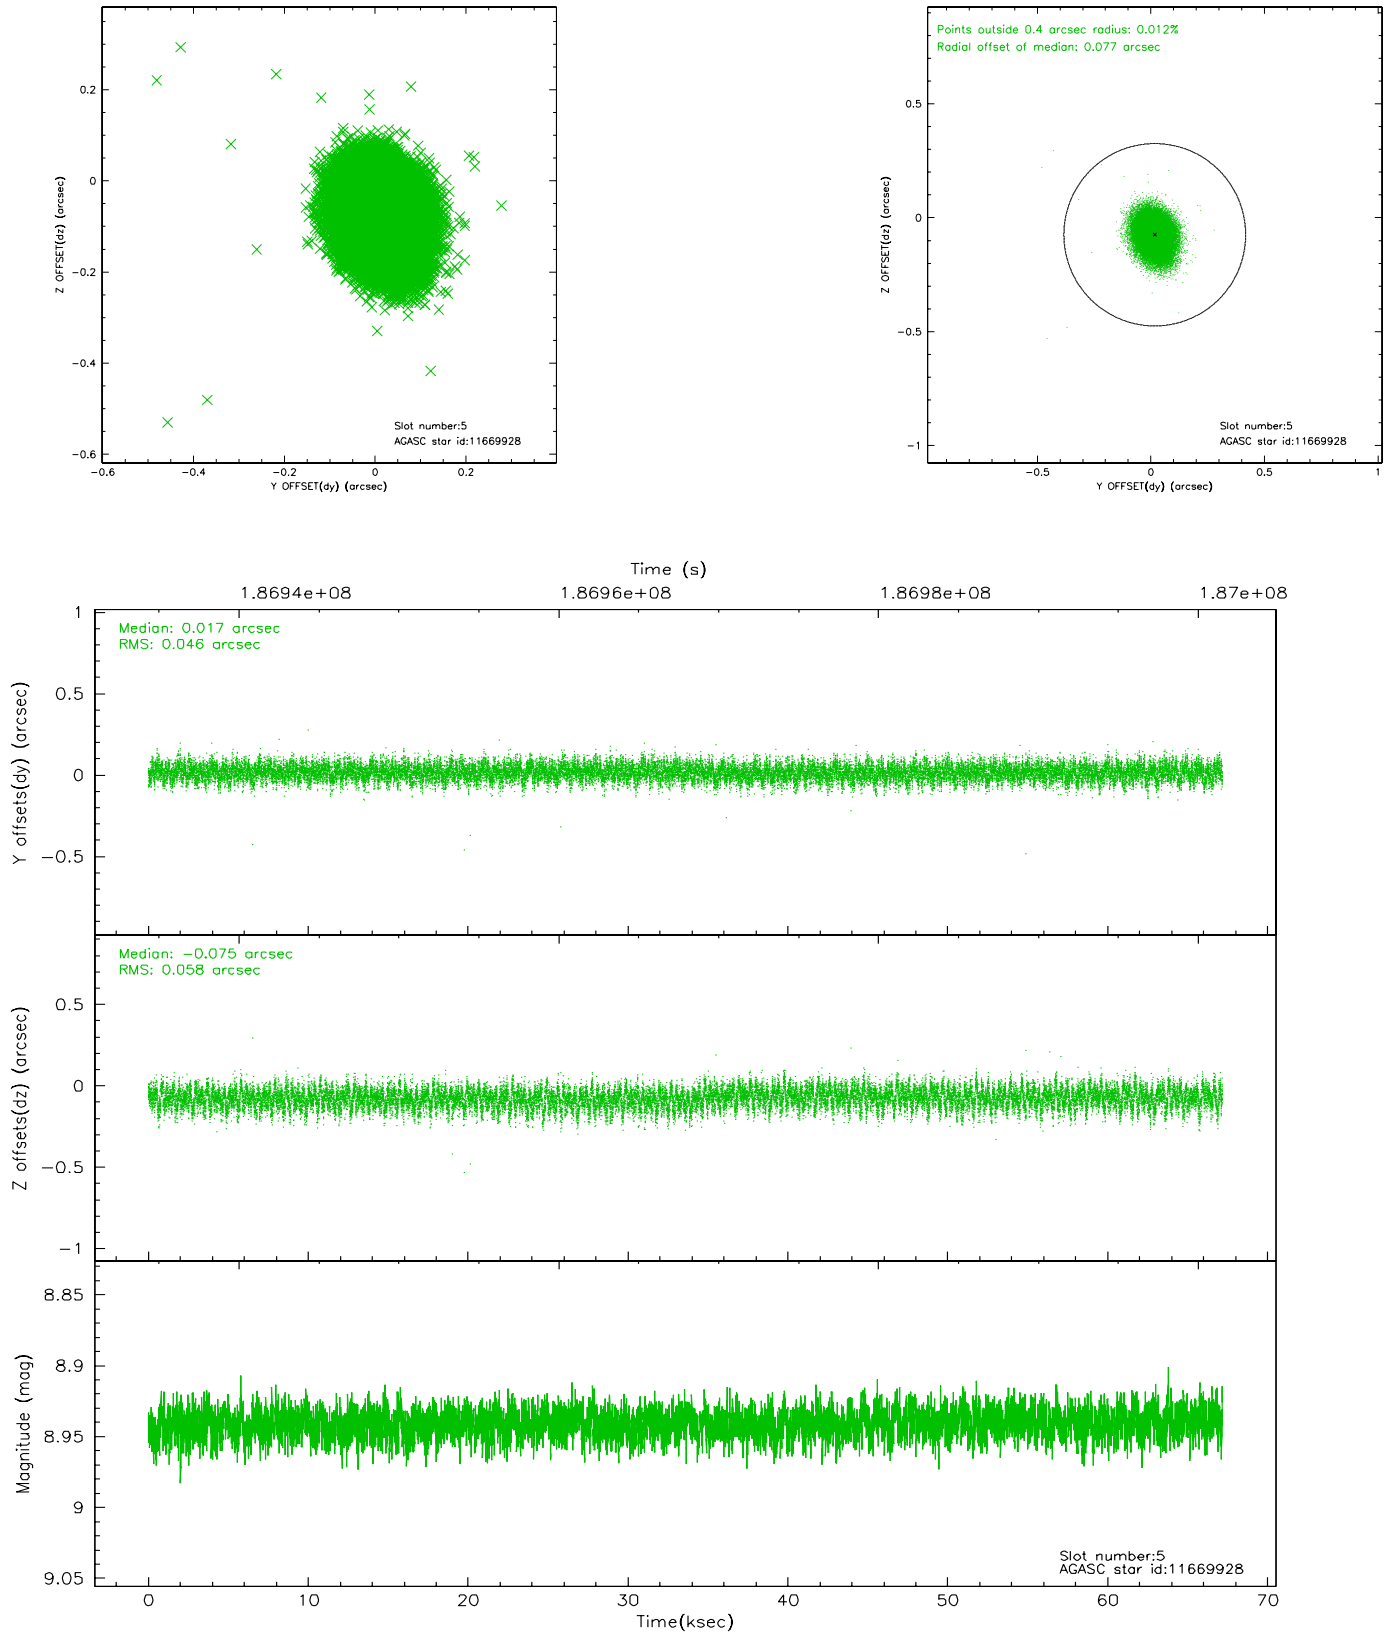 0.2
0
−0.2
−0.4
−0.6
−0.6
−0.4
−0.2
0
0.2
Z OFFSET(dz) (arcsec)
Y OFFSET(dy) (arcsec)
Slot number:5
AGASC star id:11669928
Points outside 0.4 arcsec radius: 0.012%
Radial offset of median: 0.077 arcsec
0.5
0
−0.5
−1
−0.5
0
0.5
1
Z OFFSET(dz) (arcsec)
Y OFFSET(dy) (arcsec)
Slot number:5
AGASC star id:11669928
Time (s)
1.8694e+08
1.8696e+08
1.8698e+08
1.87e+08
Median: 0.017 arcsec
RMS: 0.046 arcsec
1
0.5
0
−0.5
Y offsets(dy) (arcsec)
Median: −0.075 arcsec
RMS: 0.058 arcsec
0.5
0
−0.5
−1
Z offsets(dz) (arcsec)
8.85
8.9
8.95
9
9.05
Magnitude (mag)
Slot number:5
AGASC star id:11669928
0
10
20
30
40
50
60
70
Time(ksec)